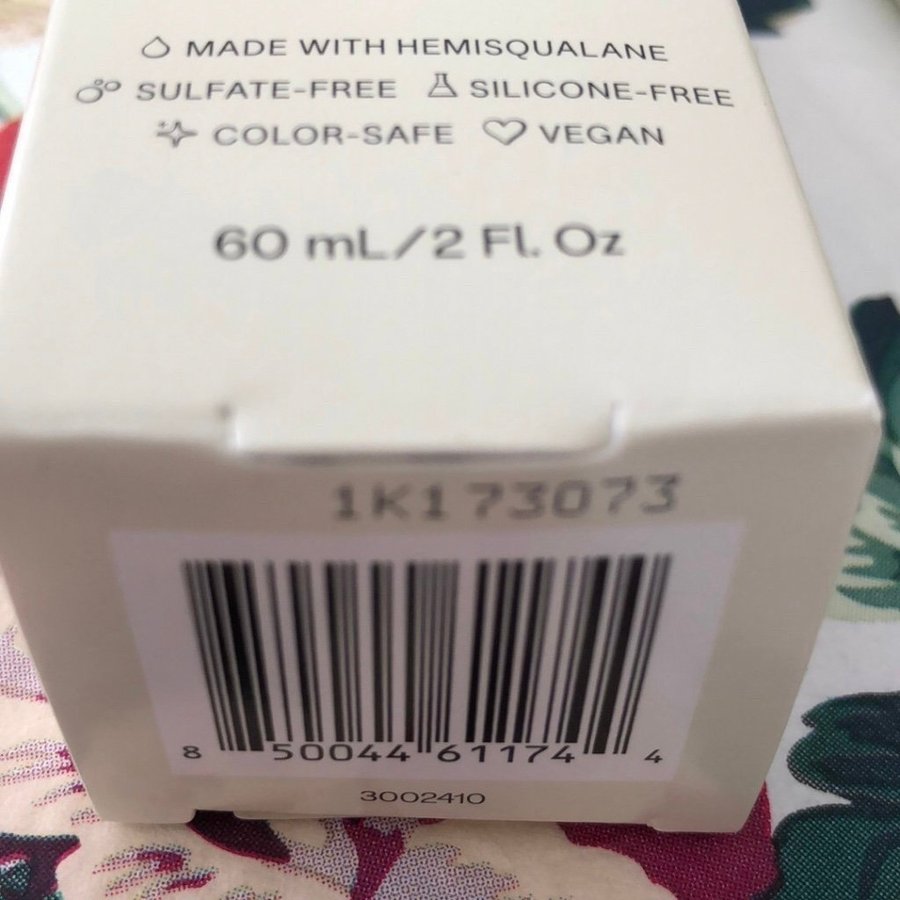 MADE WITH HEMISQUALANE
SULFATE-FREE SILICONE-FREE
COLOR-SAFE VEGAN
60 mL/2 Fl. Oz
1K173073
8 50044 61174 4
3002410